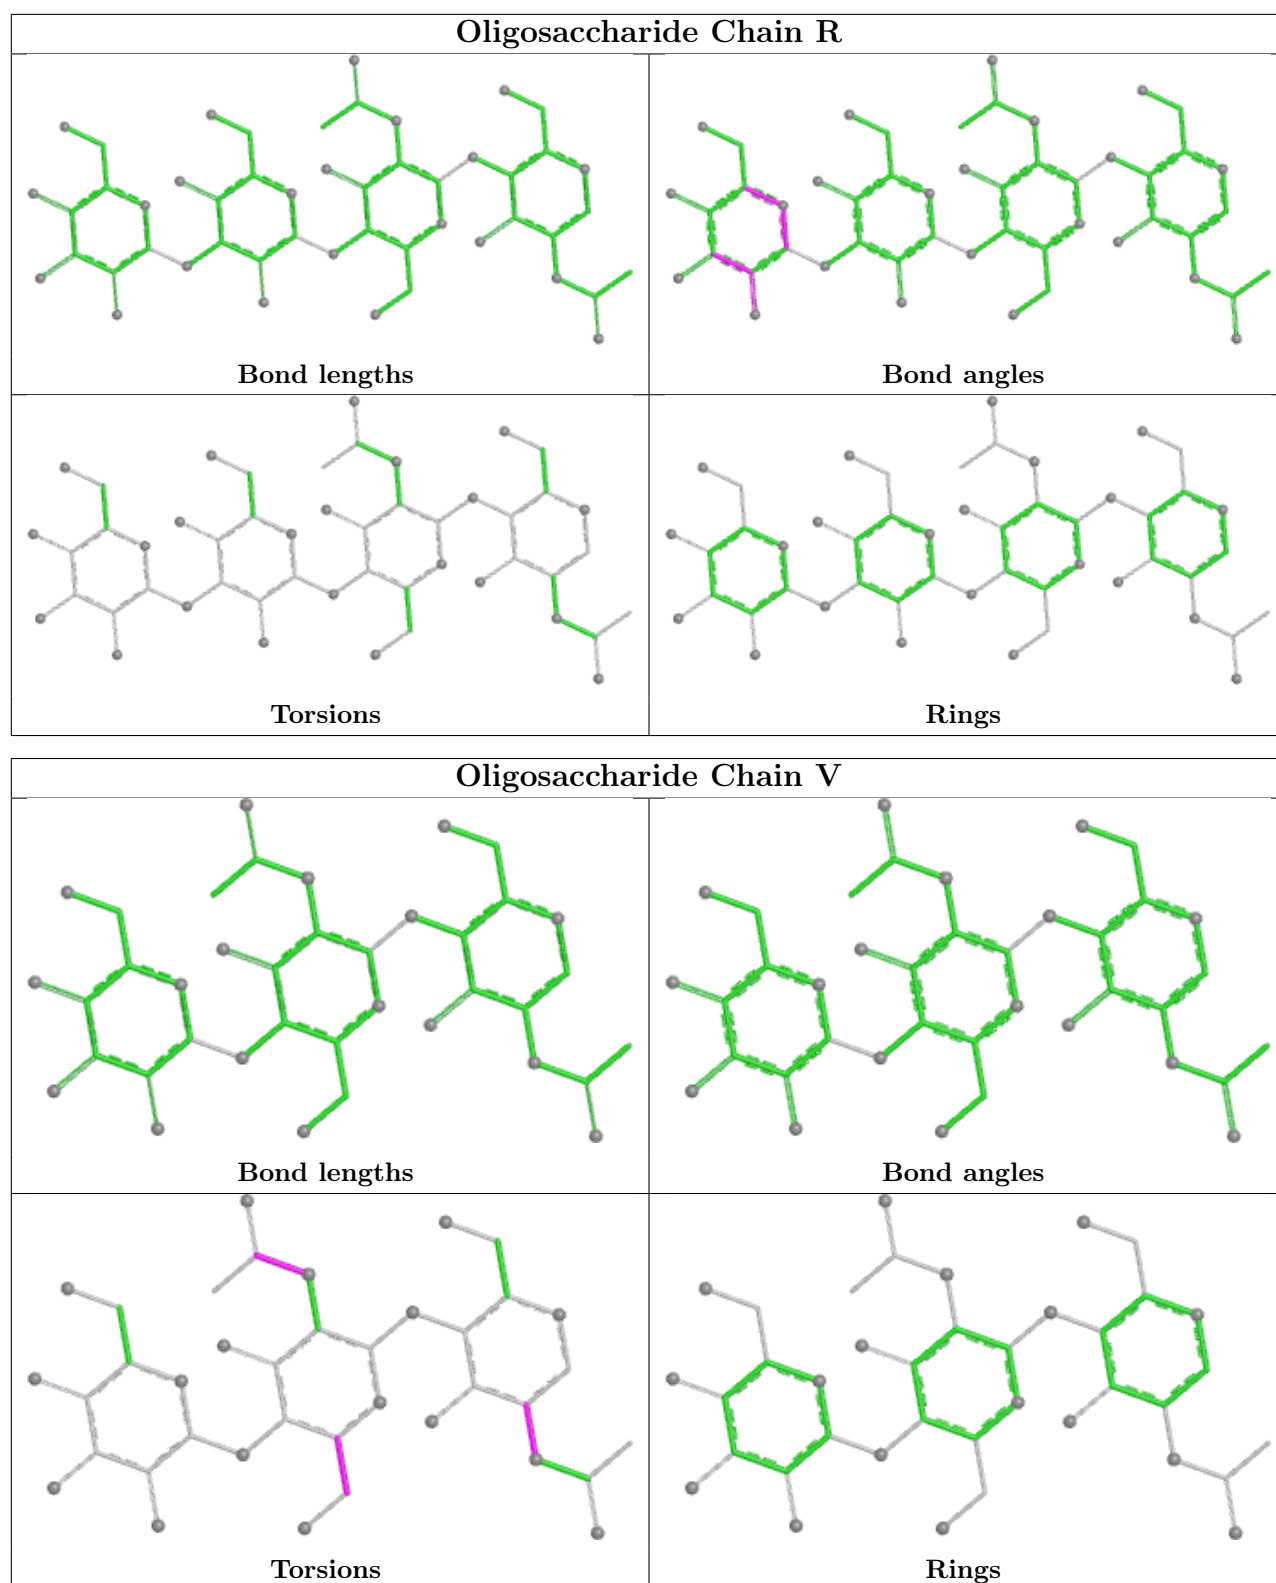 Oligosaccharide Chain R
Bond lengths
Bond angles
Torsions
Rings
Oligosaccharide Chain V
Bond lengths
Bond angles
Torsions
Rings